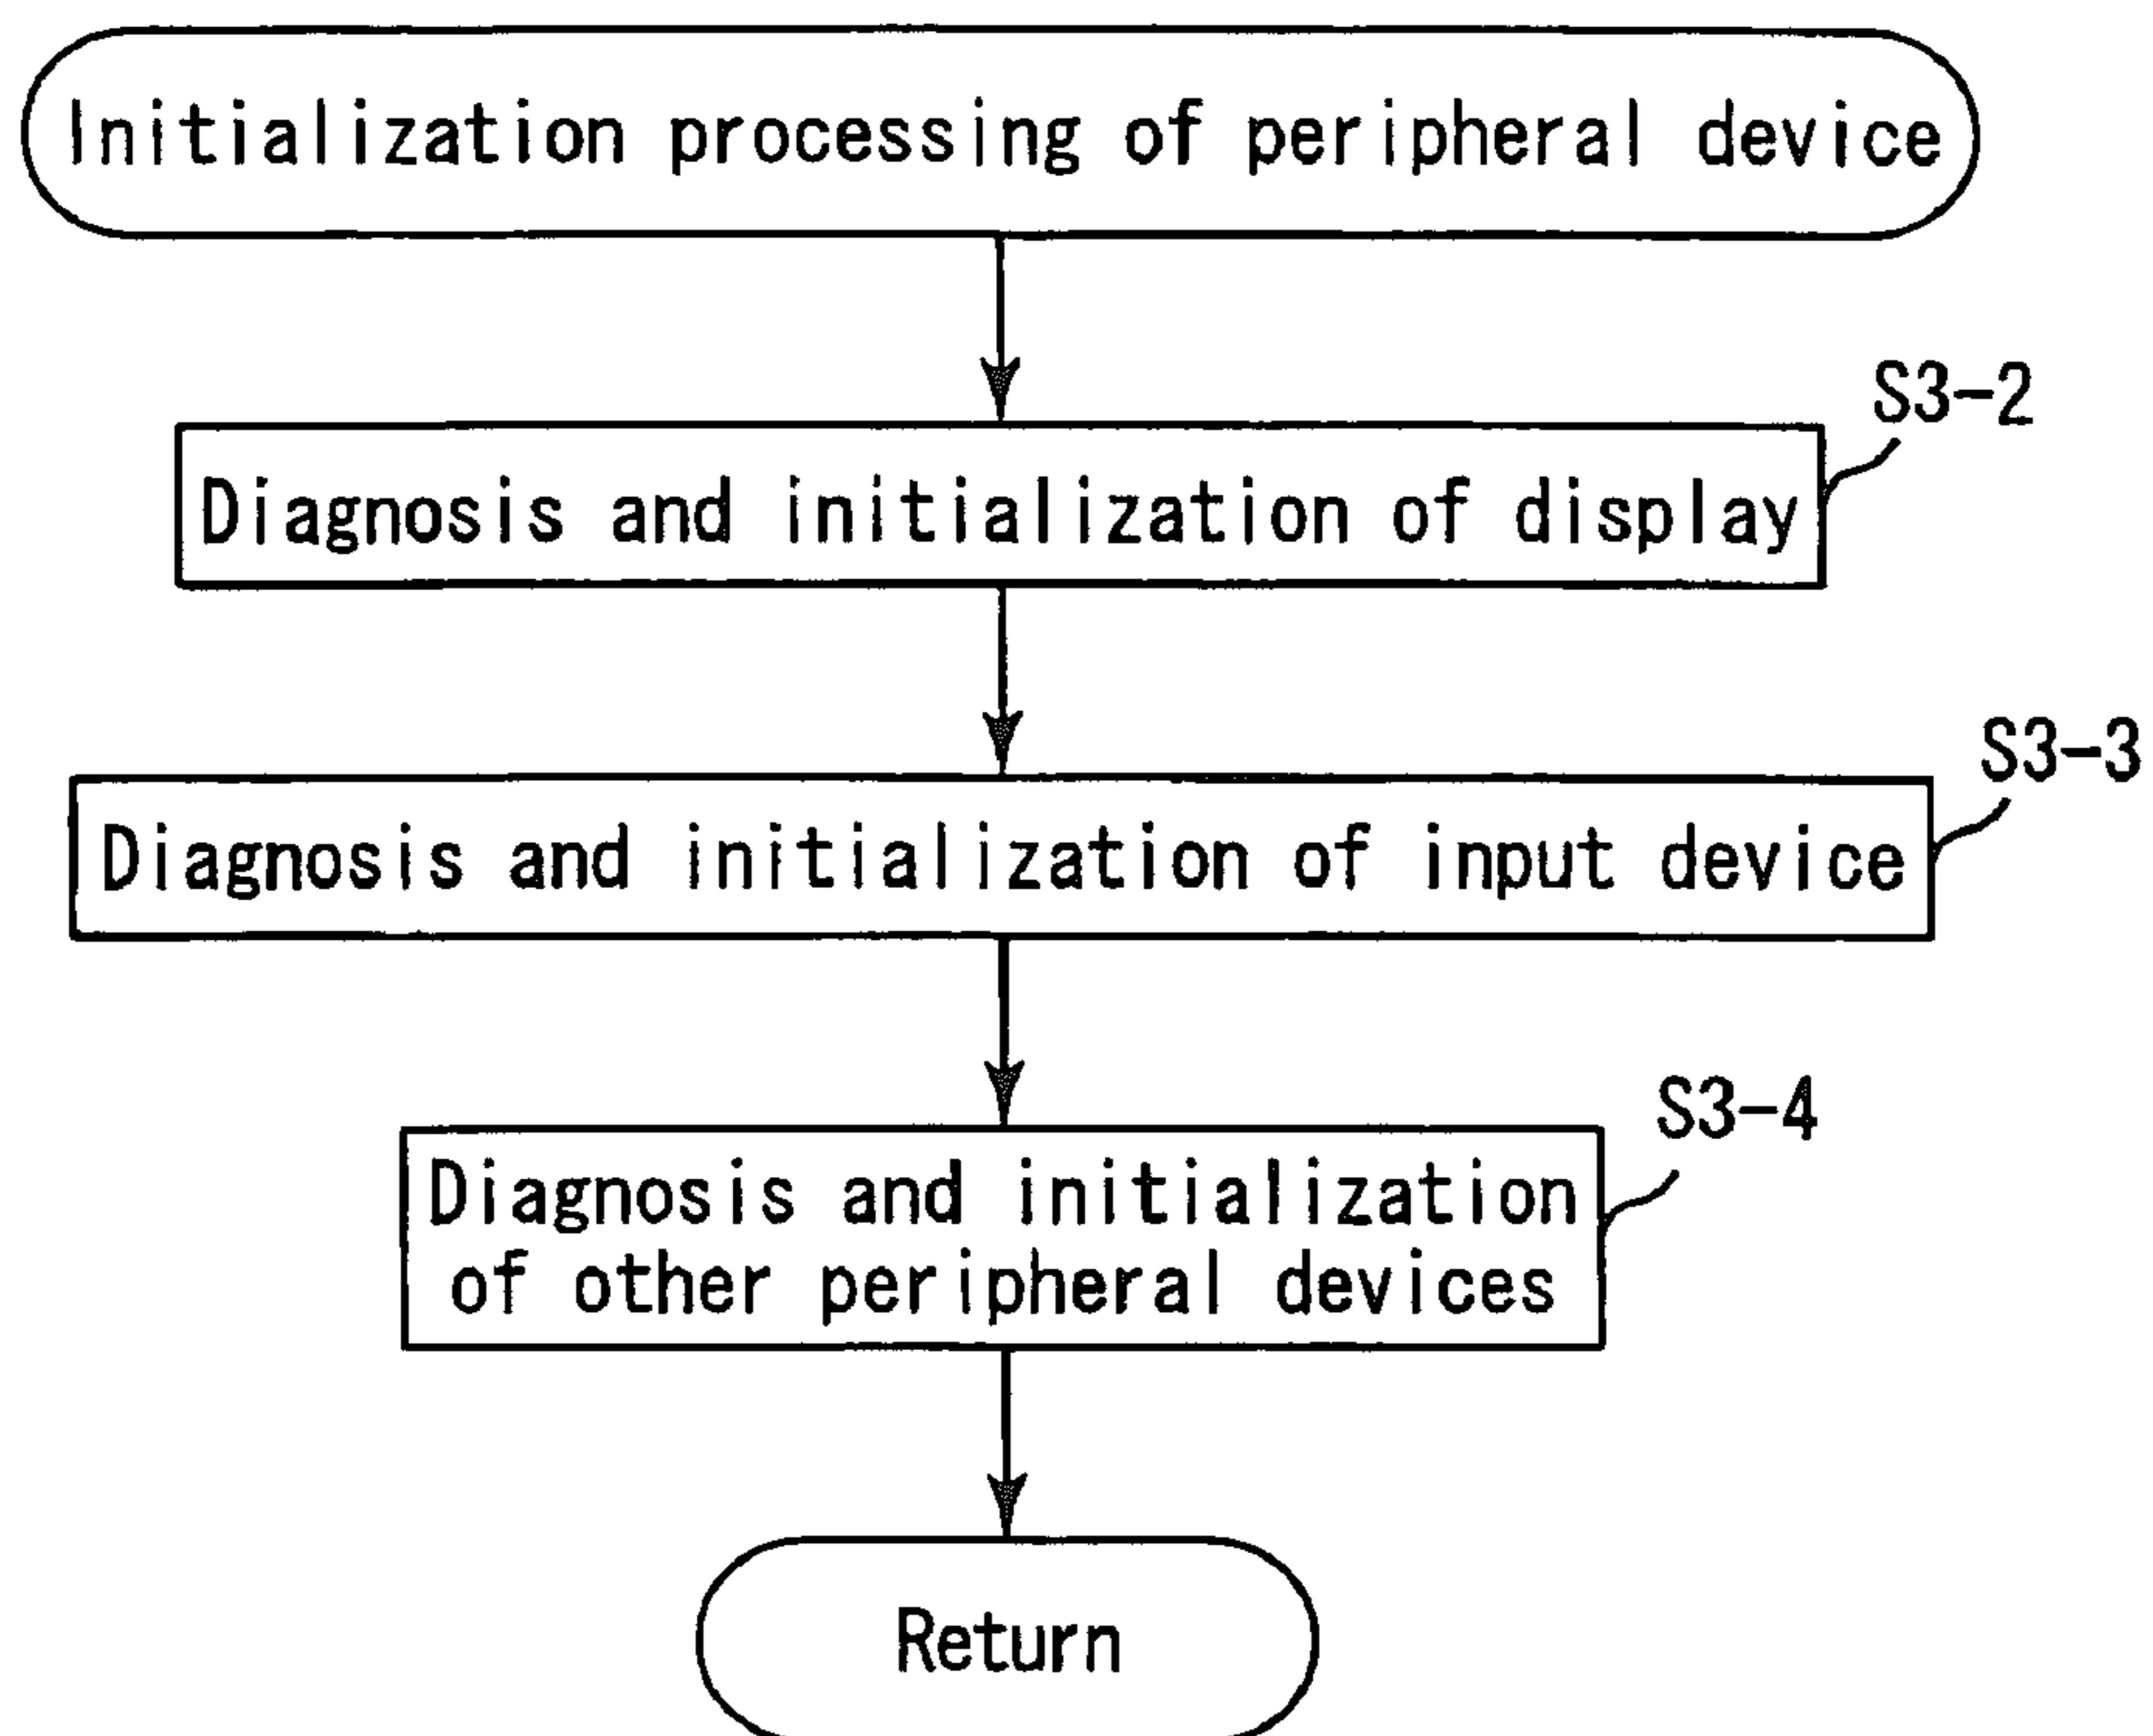 Initialization processing of peripheral device
S3-2
Diagnosis and initialization of display
S3-3
Diagnosis and initialization of input device
S3-4
Diagnosis and initialization
of other peripheral devices
Return